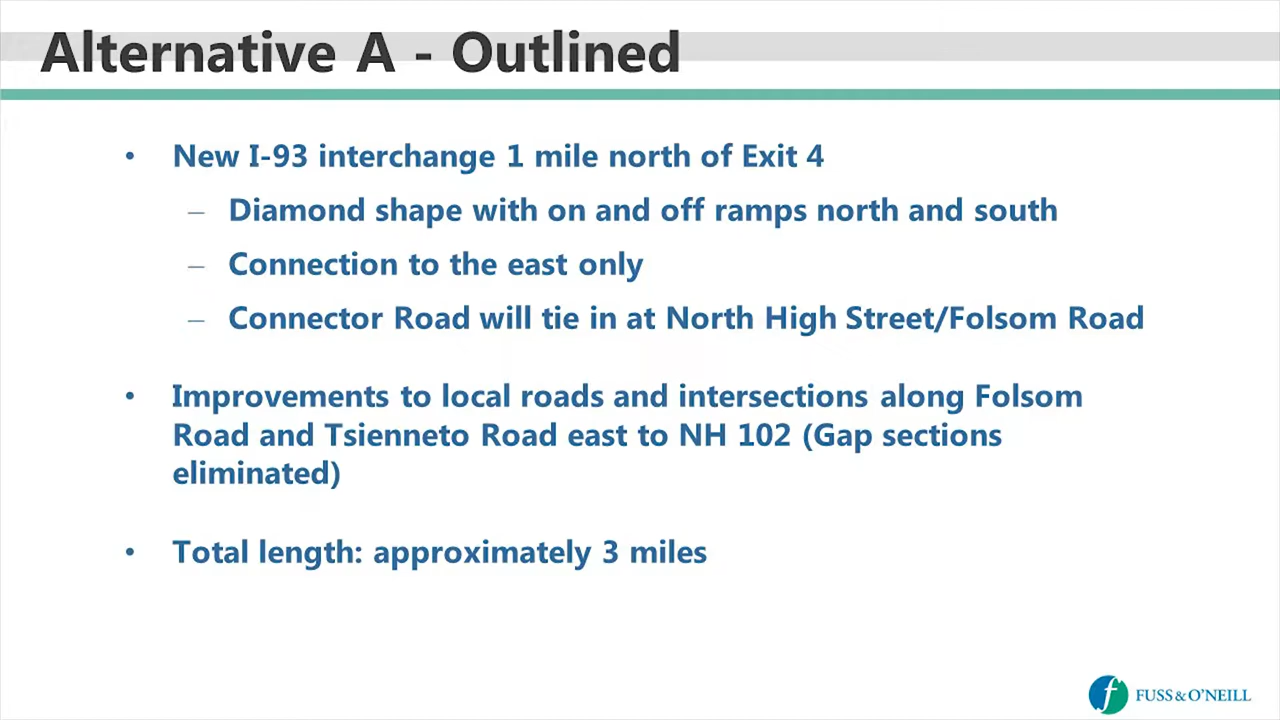 Alternative A - Outlined
• New I-93 interchange 1 mile north of Exit 4
– Diamond shape with on and off ramps north and south
– Connection to the east only
– Connector Road will tie in at North High Street/Folsom Road
• Improvements to local roads and intersections along Folsom
Road and Tsienneto Road east to NH 102 (Gap sections
eliminated)
• Total length: approximately 3 miles
f FUSS & O'NEILL